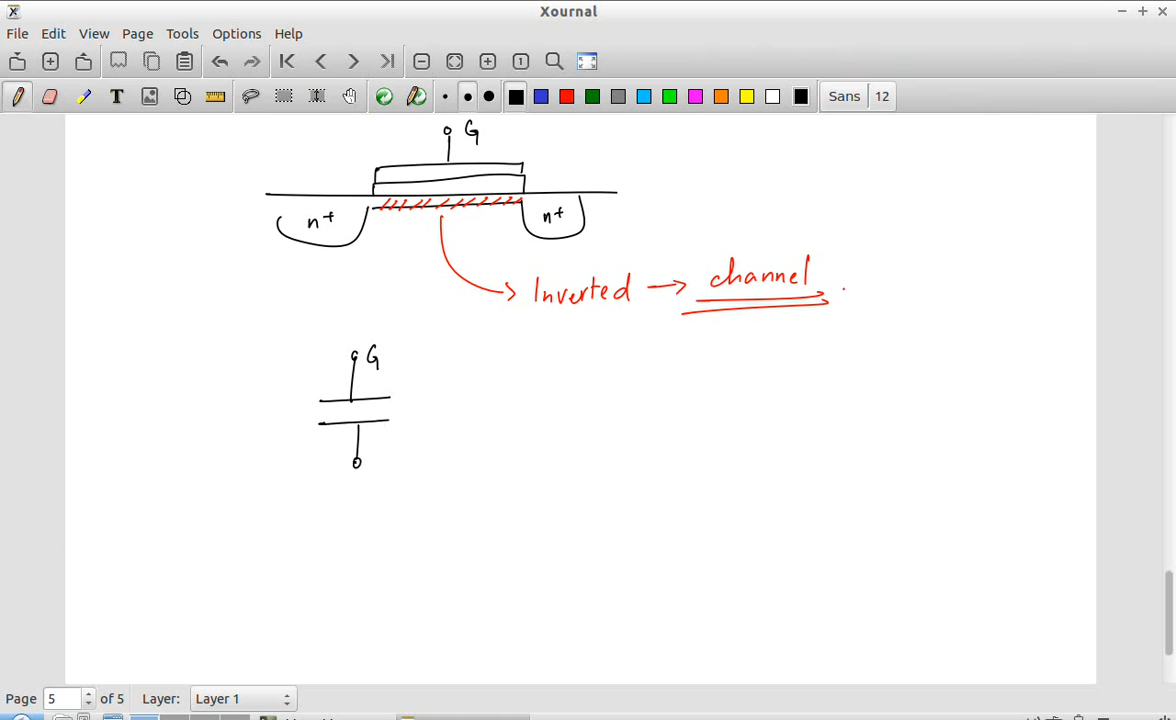 Xournal
File Edit View Page Tools Options Help
Sans 12
G
n+ n+
Inverted → channel
G
Page 5 of 5 Layer: Layer 1